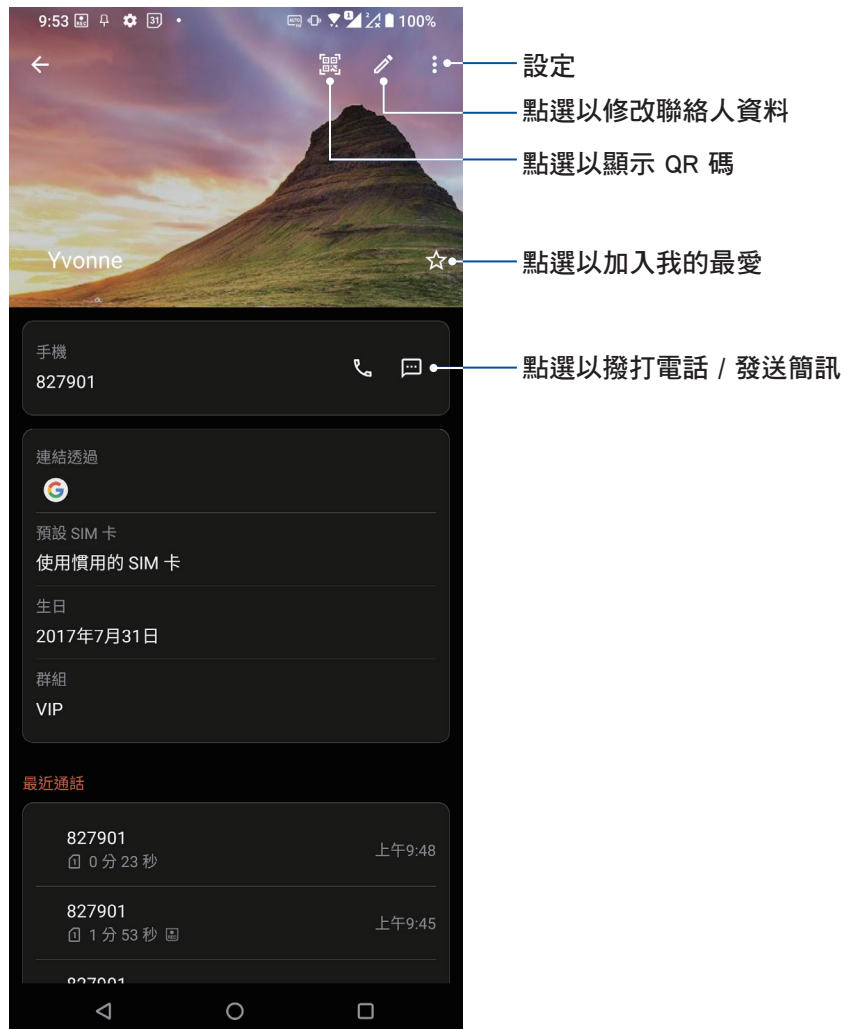 9:53 31 100%
設定
點選以修改聯絡人資料
點選以顯示 QR 碼
Yvonne
點選以加入我的最愛
手機
827901
點選以撥打電話 / 發送簡訊
連結透過
預設 SIM 卡
使用慣用的 SIM 卡
生日
2017年7月31日
群組
VIP
最近通話
827901
上午9:48
1 0 分 23 秒
827901
上午9:45
1 1 分 53 秒 REC
827901